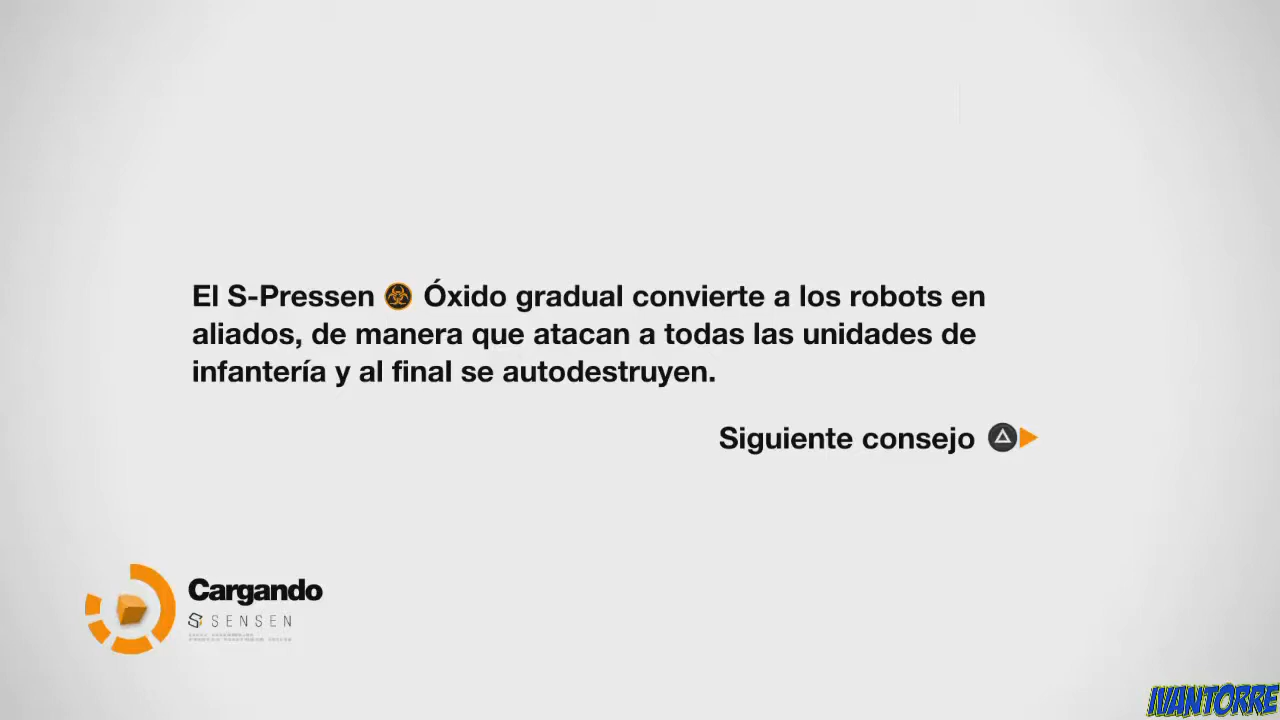 El S-Pressen Óxido gradual convierte a los robots en
aliados, de manera que atacan a todas las unidades de
infantería y al final se autodestruyen.
Siguiente consejo
Cargando
SENSEN
IVANTORRE